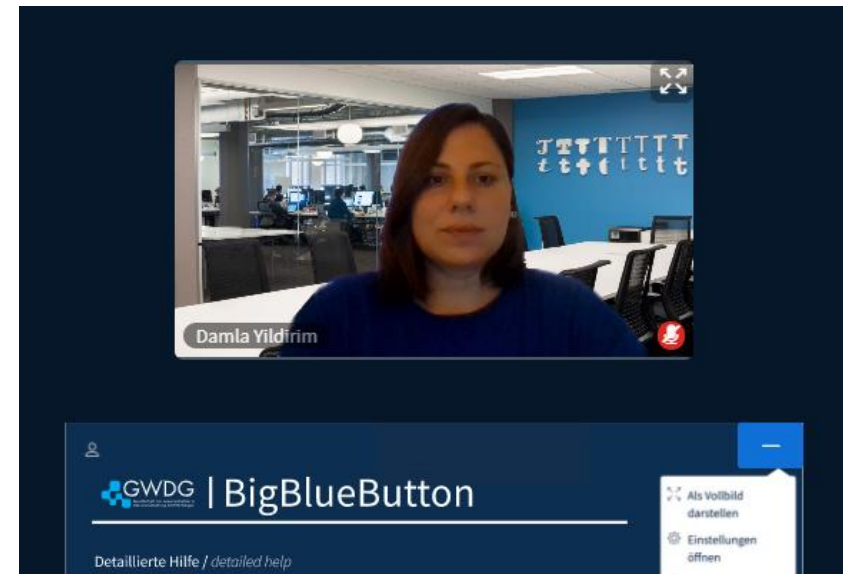 T T T T T T T T
t t t t t t t t
Damla Yildirim
GWDG | BigBlueButton
Als Vollbild
darstellen
Einstellungen
öffnen
Detaillierte Hilfe / detailed help